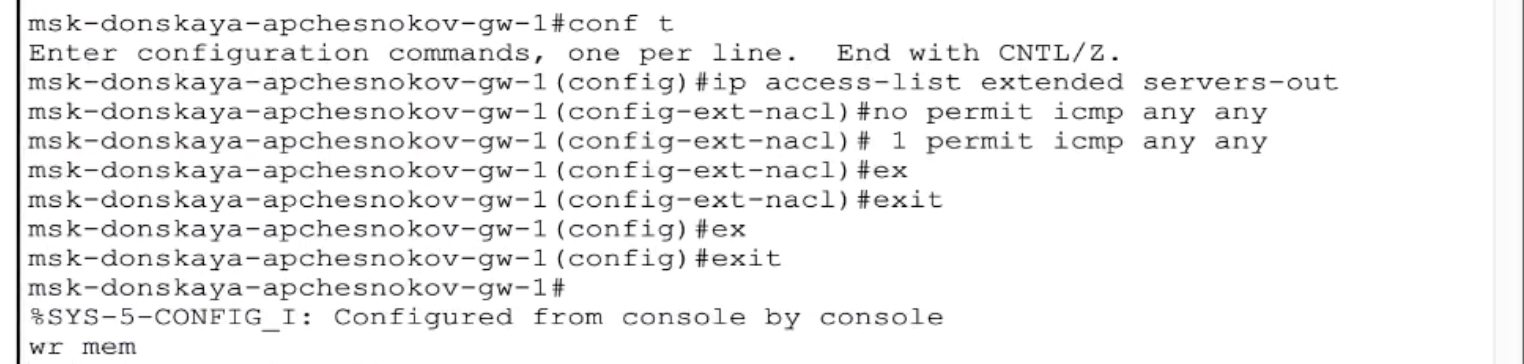 msk-donskaya-apchesnokov-gw-1#conf t
Enter configuration commands, one per line.  End with CNTL/Z.
msk-donskaya-apchesnokov-gw-1(config)#ip access-list extended servers-out
msk-donskaya-apchesnokov-gw-1(config-ext-nacl)#no permit icmp any any
msk-donskaya-apchesnokov-gw-1(config-ext-nacl)# 1 permit icmp any any
msk-donskaya-apchesnokov-gw-1(config-ext-nacl)#ex
msk-donskaya-apchesnokov-gw-1(config-ext-nacl)#exit
msk-donskaya-apchesnokov-gw-1(config)#ex
msk-donskaya-apchesnokov-gw-1(config)#exit
msk-donskaya-apchesnokov-gw-1#
%SYS-5-CONFIG_I: Configured from console by console
wr mem